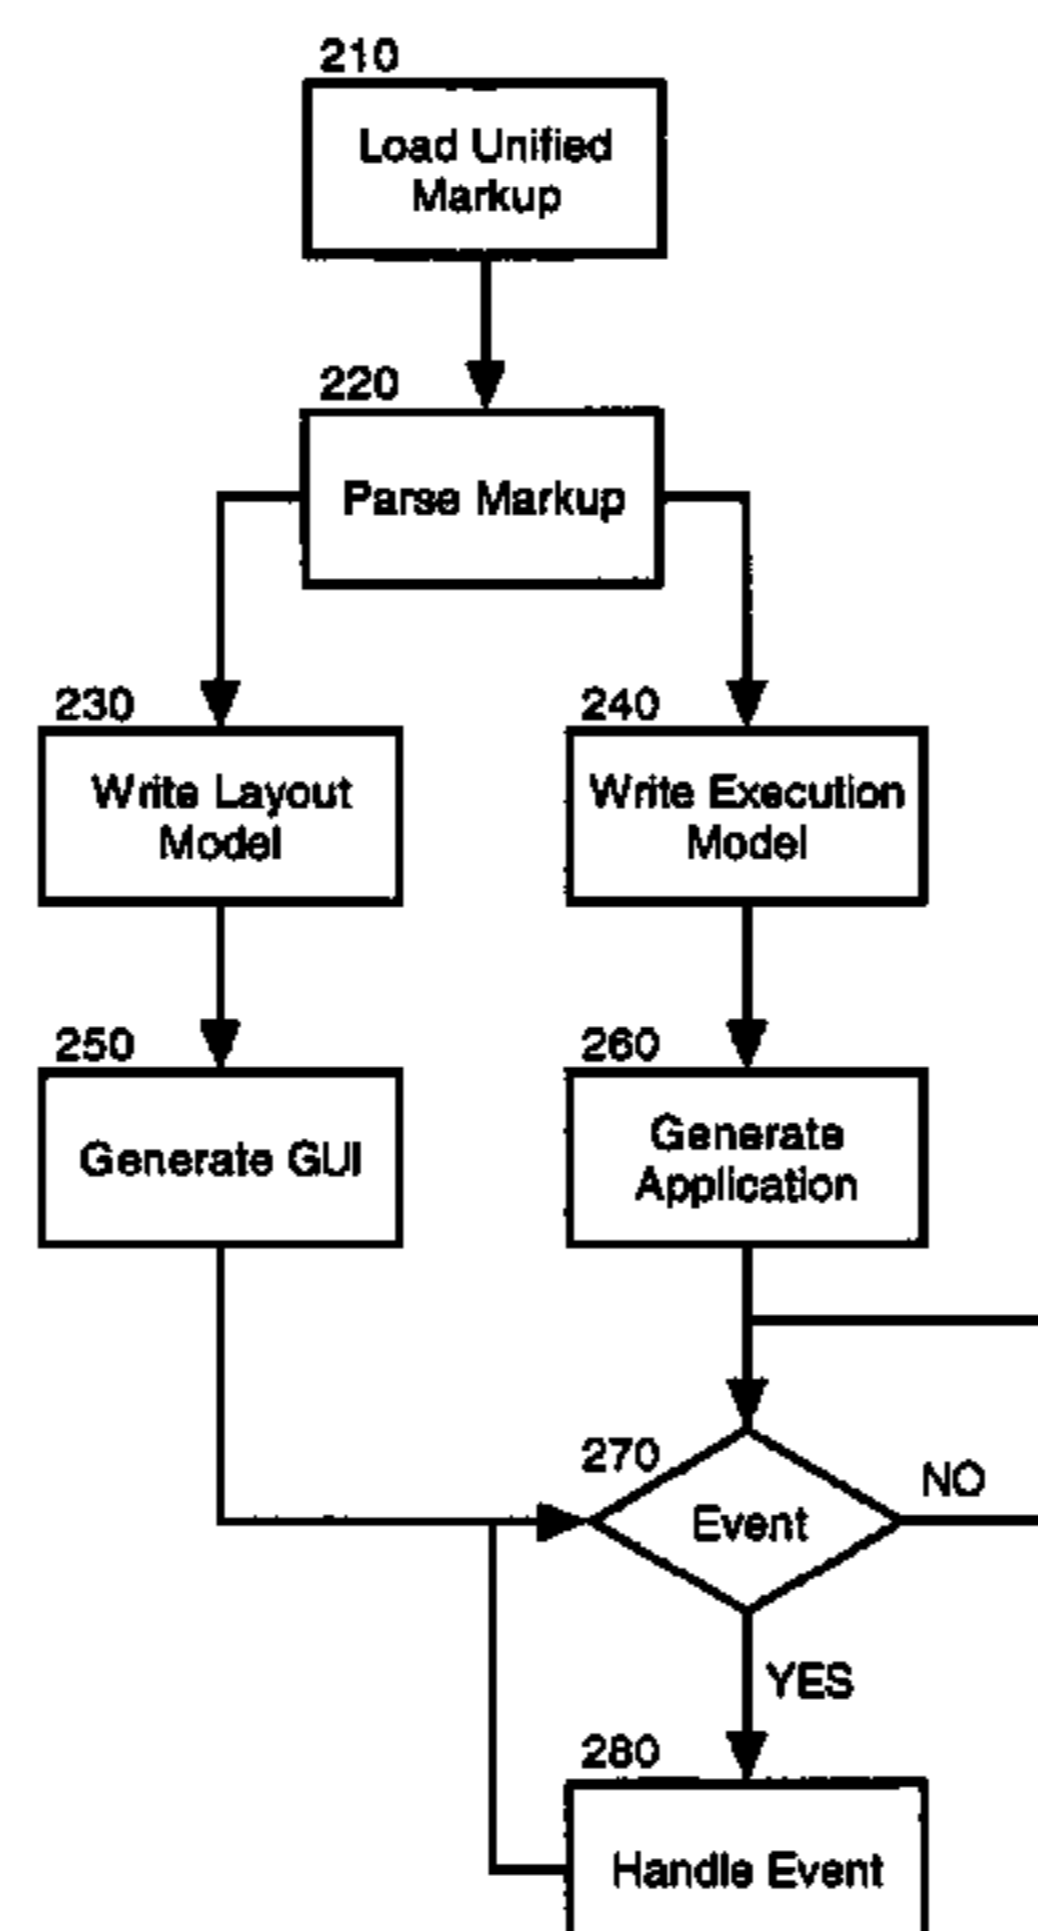 210
Load Unified
Markup
220
Parse Markup
230
Write Layout
Model
240
Write Execution
Model
250
Generate GUI
260
Generate
Application
270
Event
NO
YES
280
Handle Event